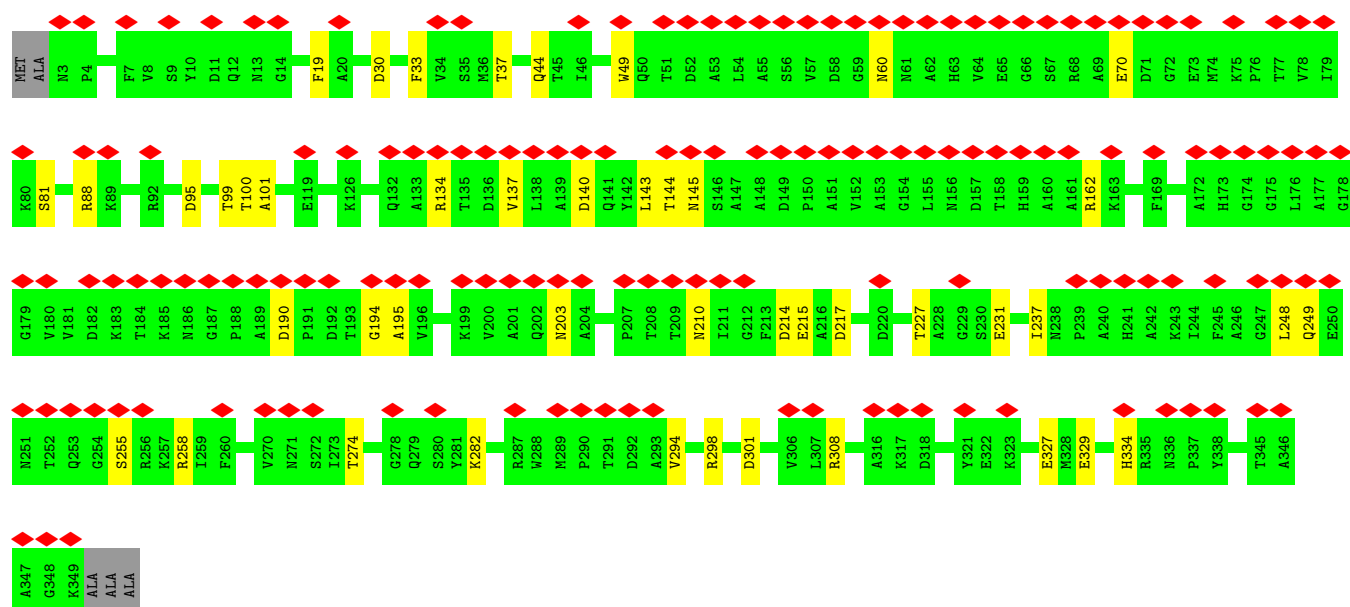 MET ALA N3 P4 F7 V8 S9 Y10 D11 Q12 N13 G14 F19 A20 D30 F33 V34 S35 M36 T37 Q44 T45 I46 W49 Q50 T51 D52 A53 L54 A55 S56 V57 D58 G59 N60 N61 A62 H63 V64 E65 G66 S67 R68 A69 E70 D71 G72 E73 M74 K75 P76 T77 V78 I79
K80 S81 R88 K89 R92 D95 T99 T100 A101 E119 K126 Q132 A133 R134 T135 D136 V137 L138 A139 D140 Q141 Y142 L143 T144 N145 S146 A147 A148 D149 P150 A151 V152 A153 G154 L155 N156 D157 T158 H159 A160 A161 R162 K163 F169 A172 H173 G174 G175 L176 A177 G178
G179 V180 V181 D182 K183 T184 K185 N186 G187 P188 A189 D190 P191 D192 T193 G194 A195 V196 K199 V200 A201 Q202 N203 A204 P207 T208 T209 N210 I211 G212 F213 D214 E215 A216 D217 D220 T227 A228 G229 S230 E231 I237 N238 P239 A240 H241 A242 K243 I244 F245 A246 G247 L248 Q249 E250
N251 T252 Q253 G254 S255 R256 K257 R258 I259 F260 V270 N271 S272 I273 T274 G278 Q279 S280 Y281 K282 R287 W288 M289 P290 T291 D292 A293 V294 R298 D301 V306 L307 R308 A316 K317 D318 Y321 E322 K323 E327 M328 E329 H334 R335 N336 P337 Y338 T345 A346
A347 G348 K349 ALA ALA ALA